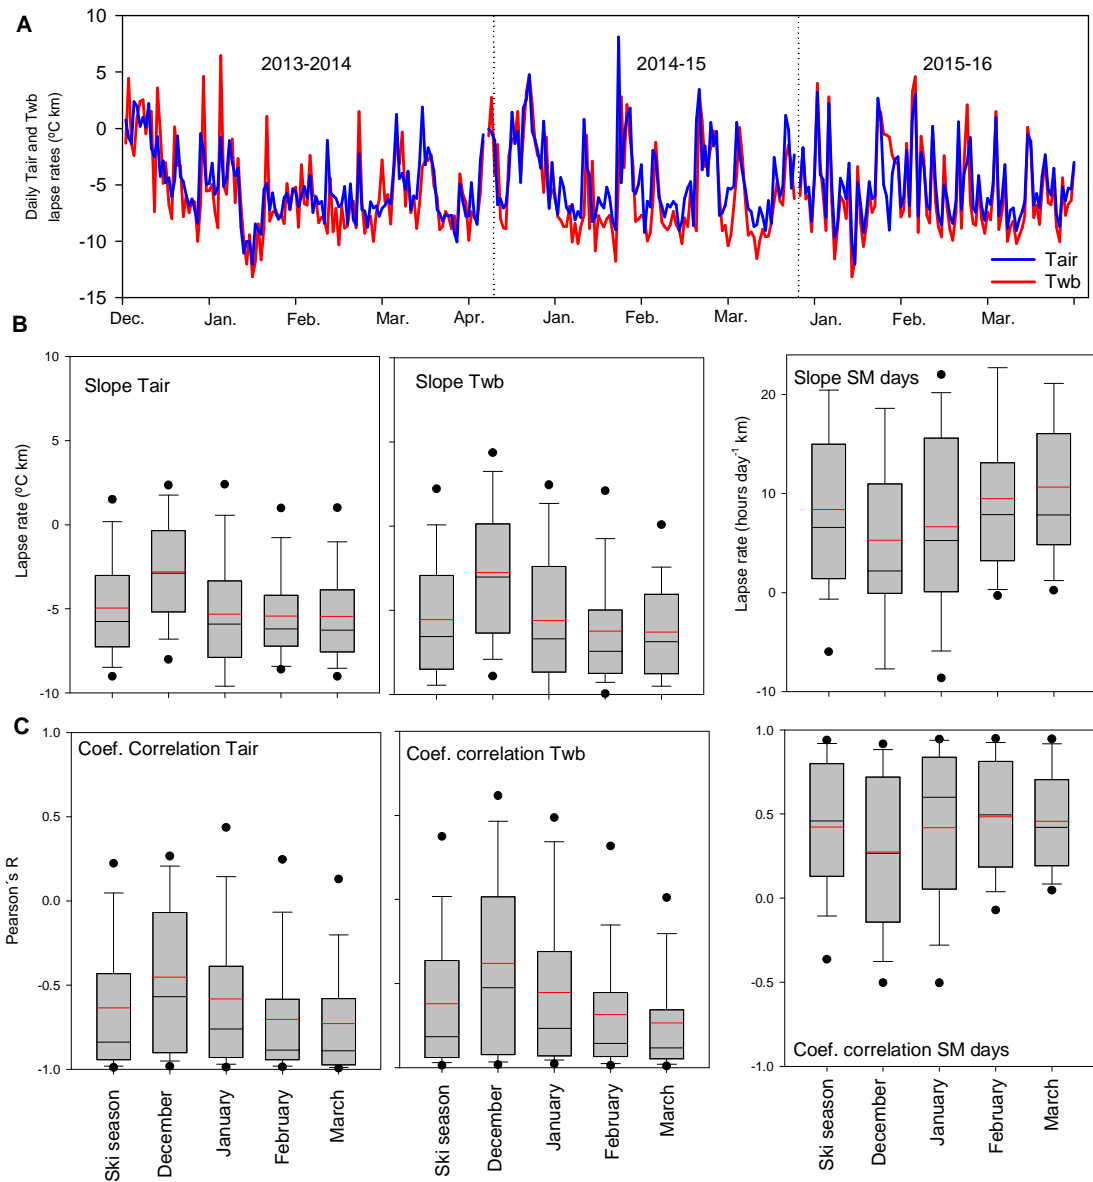 A
Daily Tair and Twb
lapse rates (ºC km)
10
5
0
-5
-10
-15
2013-2014
2014-15
2015-16
Tair
Twb
Dec.
Jan.
Feb.
Mar.
Apr.
Jan.
Feb.
Mar.
Jan.
Feb.
Mar.
B
Lapse rate (ºC km)
10
5
0
-5
-10
Slope Tair
Slope Twb
Lapse rate (hours day-1 km)
20
10
0
-10
Slope SM days
C
Pearson´s R
1.0
0.5
0.0
-0.5
-1.0
Coef. Correlation Tair
Coef. correlation Twb
1.0
0.5
0.0
-0.5
-1.0
Coef. correlation SM days
Ski season
December
January
February
March
Ski season
December
January
February
March
Ski season
December
January
February
March